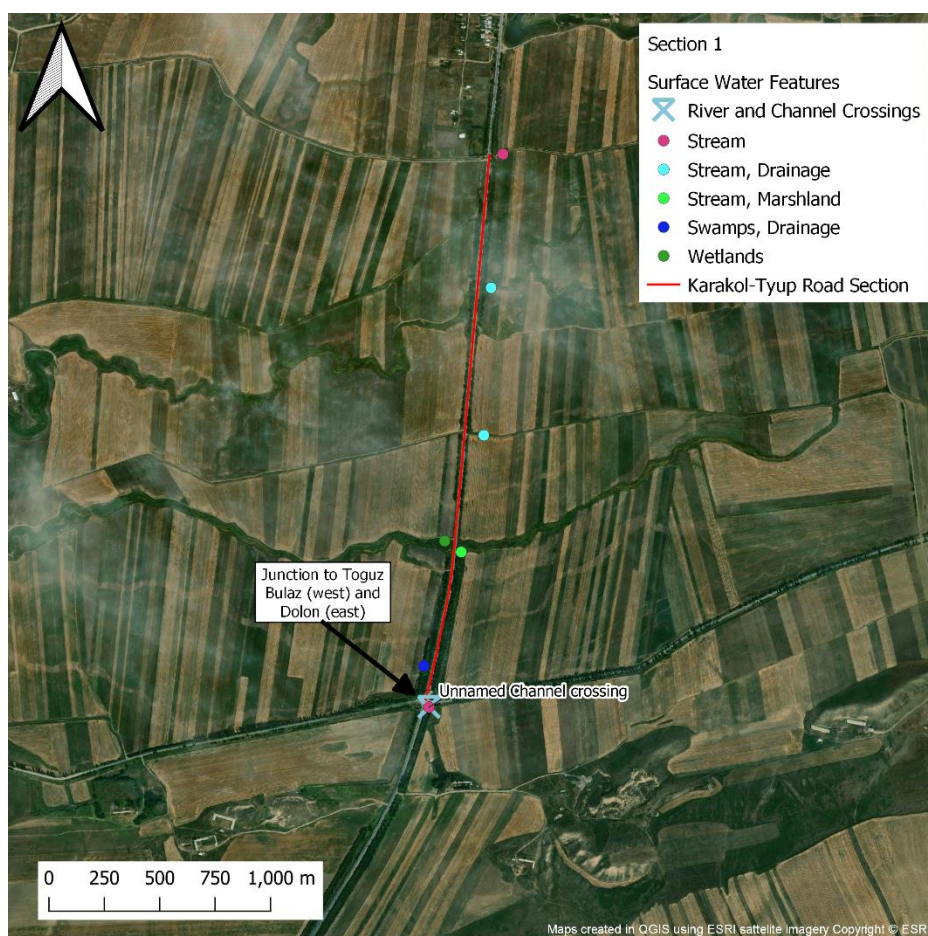 Section 1
Surface Water Features
River and Channel Crossings
Stream
Stream, Drainage
Stream, Marshland
Swamps, Drainage
Wetlands
Karakol-Tyup Road Section
Junction to Toguz
Bulaz (west) and
Dolon (east)
Unnamed Channel crossing
0 250 500 750 1,000 m
Maps created in QGIS using ESRI sattelite imagery Copyright © ESR